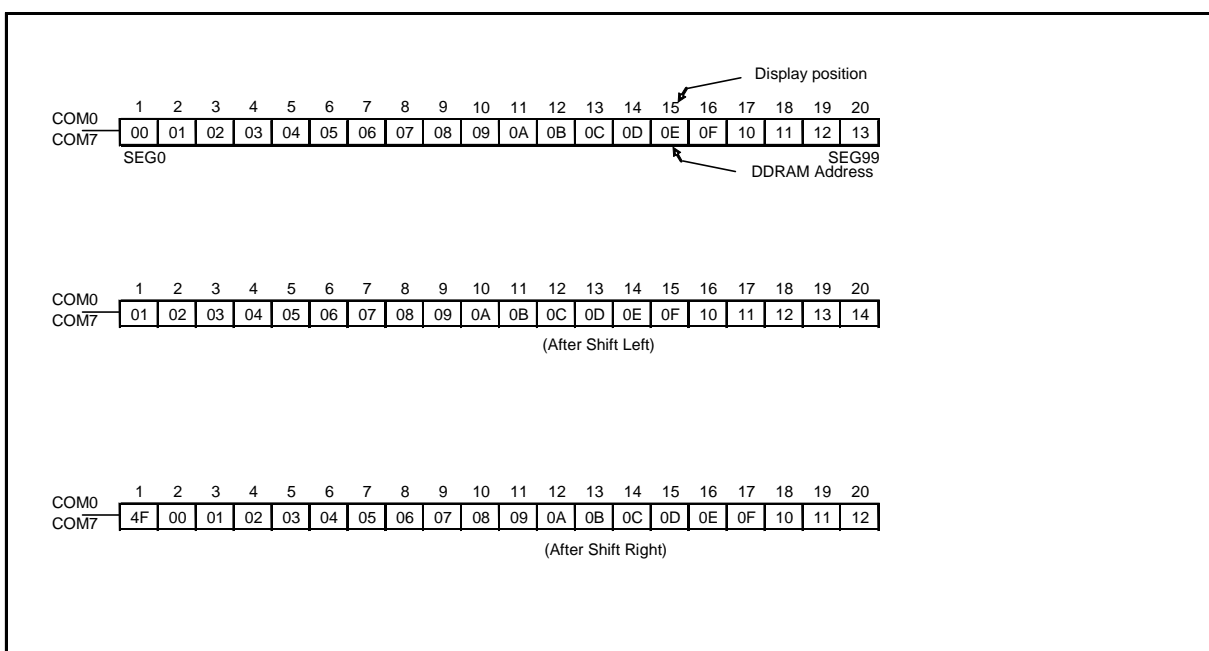 Display position
1 2 3 4 5 6 7 8 9 10 11 12 13 14 15 16 17 18 19 20
COM0
00 01 02 03 04 05 06 07 08 09 0A 0B 0C 0D 0E 0F 10 11 12 13
COM7
SEG0 SEG99
DDRAM Address
1 2 3 4 5 6 7 8 9 10 11 12 13 14 15 16 17 18 19 20
COM0
01 02 03 04 05 06 07 08 09 0A 0B 0C 0D 0E 0F 10 11 12 13 14
COM7
(After Shift Left)
1 2 3 4 5 6 7 8 9 10 11 12 13 14 15 16 17 18 19 20
COM0
4F 00 01 02 03 04 05 06 07 08 09 0A 0B 0C 0D 0E 0F 10 11 12
COM7
(After Shift Right)